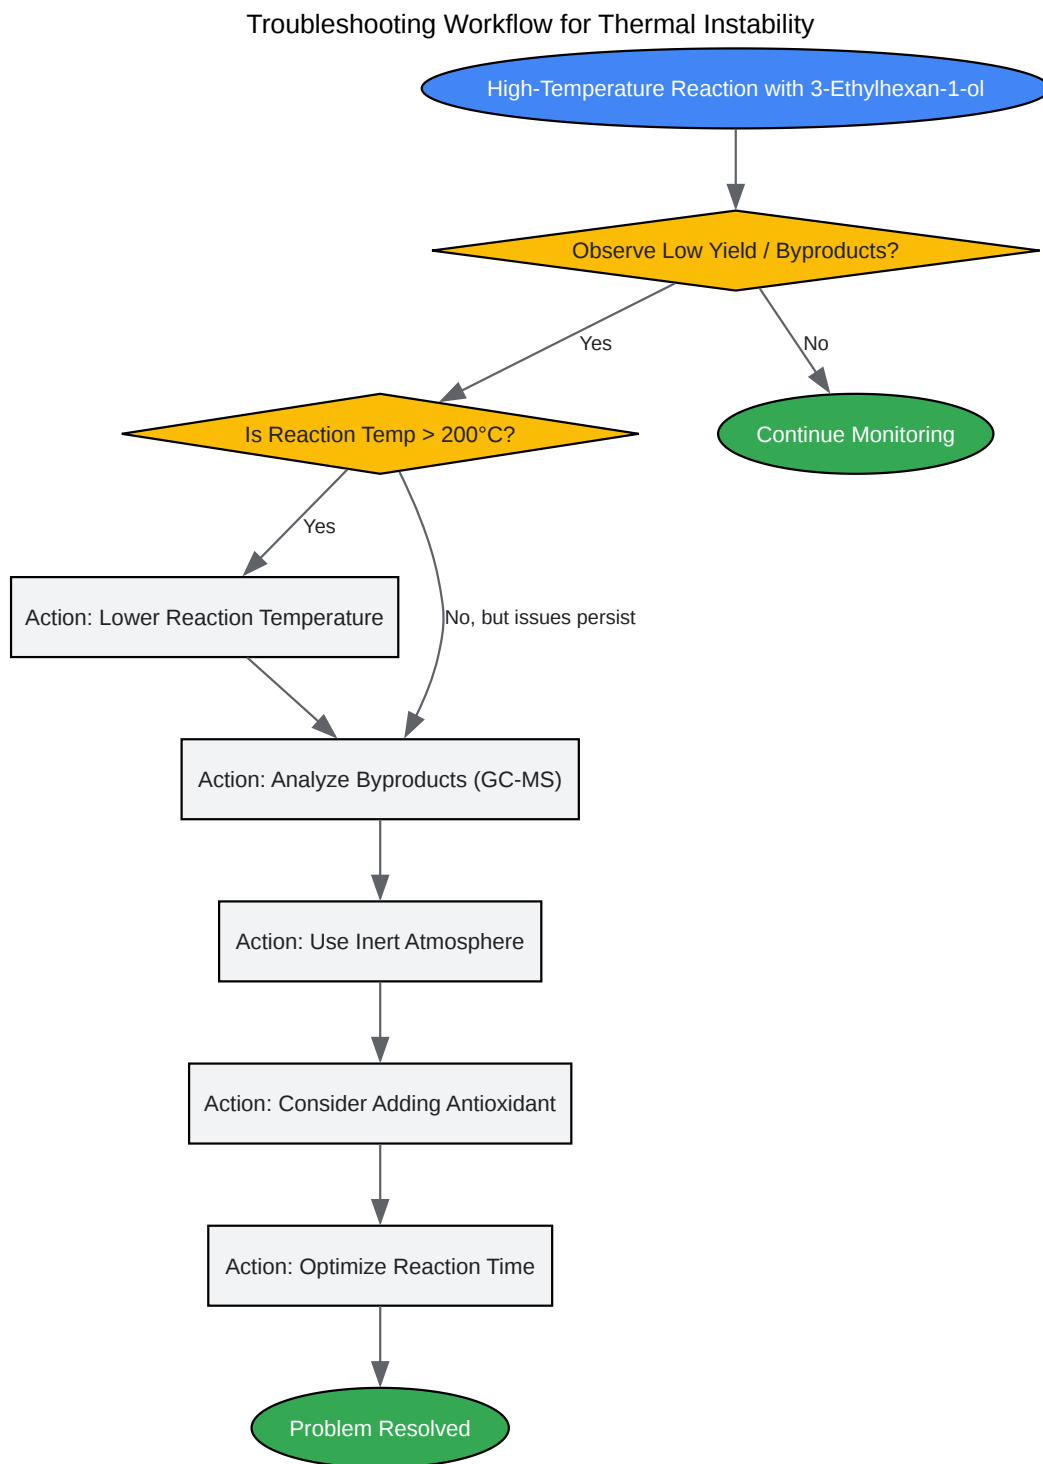 Troubleshooting Workflow for Thermal Instability
High-Temperature Reaction with 3-Ethylhexan-1-ol
Observe Low Yield / Byproducts?
Yes
No
Is Reaction Temp > 200°C?
Continue Monitoring
Yes
Action: Lower Reaction Temperature
No, but issues persist
Action: Analyze Byproducts (GC-MS)
Action: Use Inert Atmosphere
Action: Consider Adding Antioxidant
Action: Optimize Reaction Time
Problem Resolved